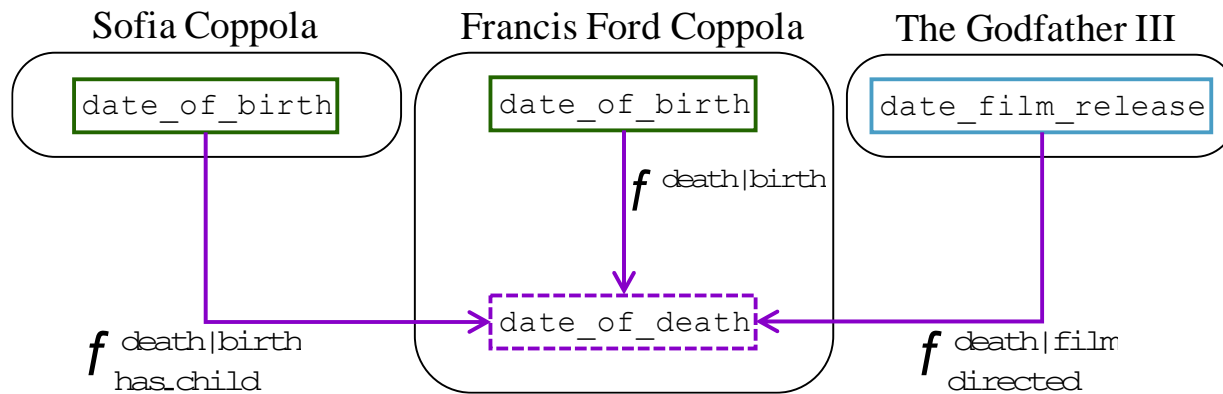 Sofia Coppola
Francis Ford Coppola
The Godfather III
date_of_birth
date_of_birth
date_film_release
f death|birth
date_of_death
f death|birth
has_child
f death|film
directed